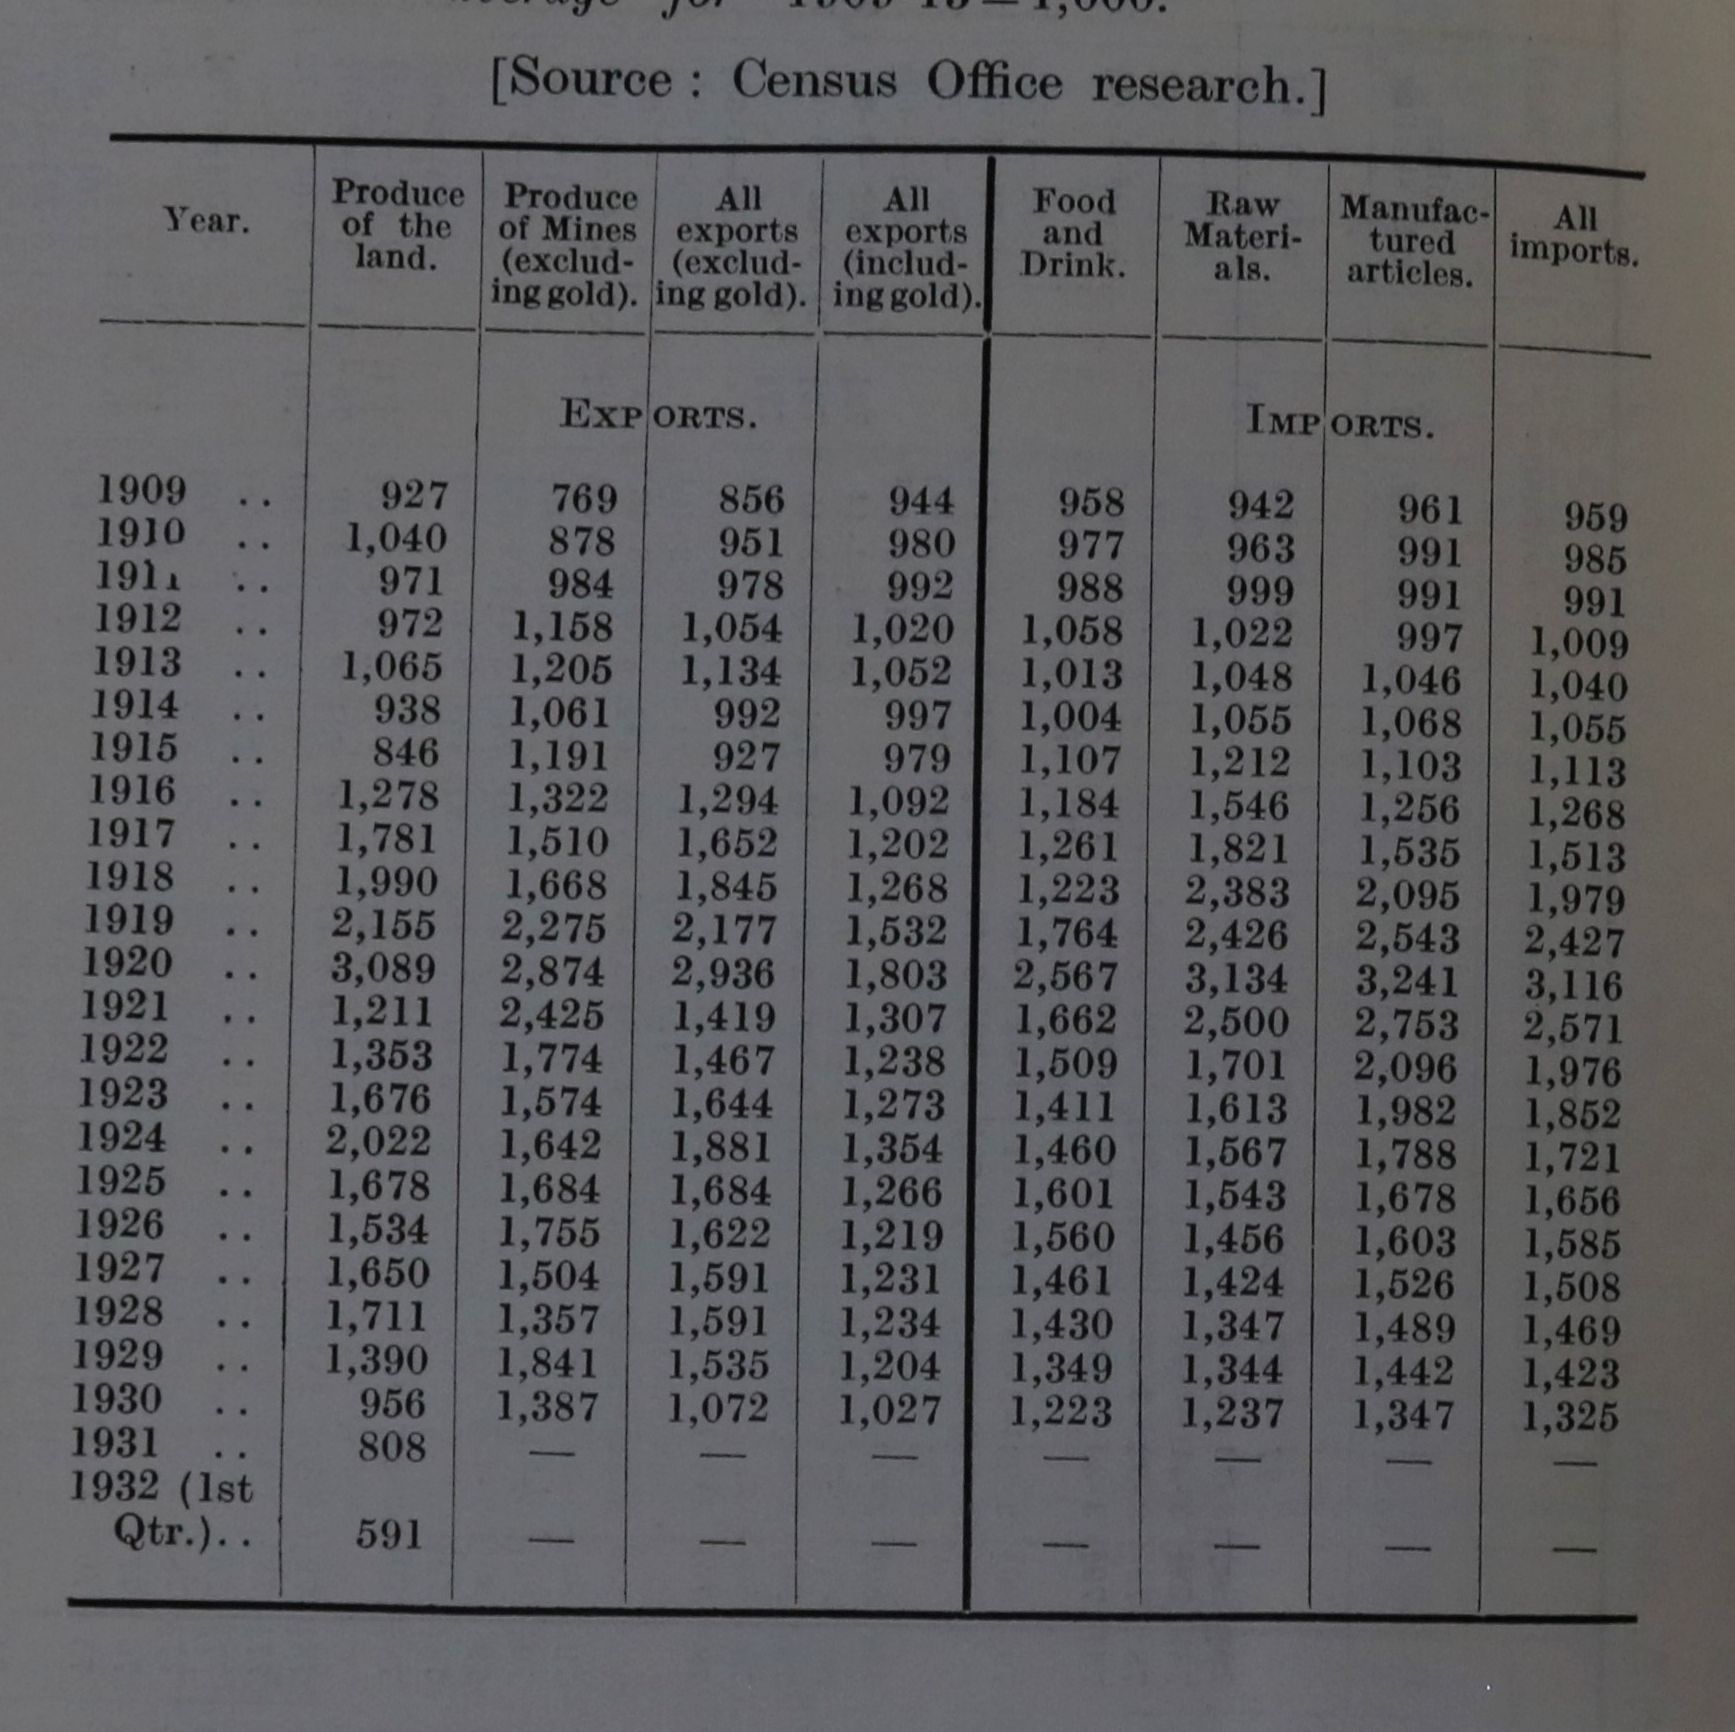 average for 1909-13=1,000.
[Source : Census Office research.]
Year. | Produce of the land. | Produce of Mines (exclud- ing gold). | All exports (exclud- ing gold). | All exports (includ- ing gold). | Food and Drink. | Raw Materi- als. | Manufac- tured articles. | All imports.
EXPORTS. IMPORTS.
1909 .. 927 769 856 944 958 942 961 959
1910 .. 1,040 878 951 980 977 963 991 985
1911 .. 971 984 978 992 988 999 991 991
1912 .. 972 1,158 1,054 1,020 1,058 1,022 997 1,009
1913 .. 1,065 1,205 1,134 1,052 1,013 1,048 1,046 1,040
1914 .. 938 1,061 992 997 1,004 1,055 1,068 1,055
1915 .. 846 1,191 927 979 1,107 1,212 1,103 1,113
1916 .. 1,278 1,322 1,294 1,092 1,184 1,546 1,256 1,268
1917 .. 1,781 1,510 1,652 1,202 1,261 1,821 1,535 1,513
1918 .. 1,990 1,668 1,845 1,268 1,223 2,383 2,095 1,979
1919 .. 2,155 2,275 2,177 1,532 1,764 2,426 2,543 2,427
1920 .. 3,089 2,874 2,936 1,803 2,567 3,134 3,241 3,116
1921 .. 1,211 2,425 1,419 1,307 1,662 2,500 2,753 2,571
1922 .. 1,353 1,774 1,467 1,238 1,509 1,701 2,096 1,976
1923 .. 1,676 1,574 1,644 1,273 1,411 1,613 1,982 1,852
1924 .. 2,022 1,642 1,881 1,354 1,460 1,567 1,788 1,721
1925 .. 1,678 1,684 1,684 1,266 1,601 1,543 1,678 1,656
1926 .. 1,534 1,755 1,622 1,219 1,560 1,456 1,603 1,585
1927 .. 1,650 1,504 1,591 1,231 1,461 1,424 1,526 1,508
1928 .. 1,711 1,357 1,591 1,234 1,430 1,347 1,489 1,469
1929 .. 1,390 1,841 1,535 1,204 1,349 1,344 1,442 1,423
1930 .. 956 1,387 1,072 1,027 1,223 1,237 1,347 1,325
1931 .. 808 — — — — — — —
1932 (1st
Qtr.).. 591 — — — — — — —